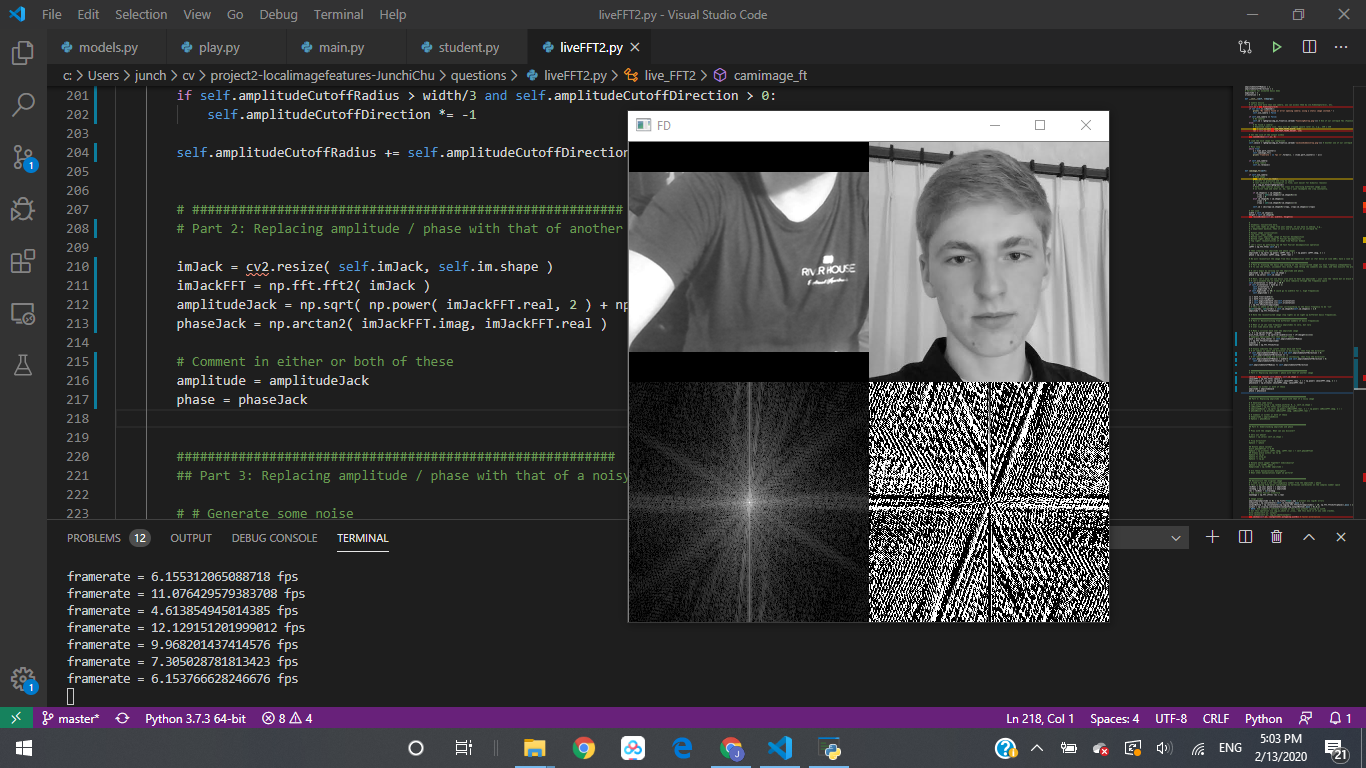 File Edit Selection View Go Debug Terminal Help
liveFFT2.py - Visual Studio Code
models.py play.py main.py student.py liveFFT2.py
c: > Users > junch > cv > project2-localimagefeatures-JunchiChu > questions > liveFFT2.py > live_FFT2 > camimage_ft
201 if self.amplitudeCutoffRadius > width/3 and self.amplitudeCutoffDirection > 0:
202 self.amplitudeCutoffDirection *= -1
203
204 self.amplitudeCutoffRadius += self.amplitudeCutoffDirection
205
206
207 # ########################################################
208 # Part 2: Replacing amplitude / phase with that of another
209
210 imJack = cv2.resize( self.imJack, self.im.shape )
211 imJackFFT = np.fft.fft2( imJack )
212 amplitudeJack = np.sqrt( np.power( imJackFFT.real, 2 ) + np
213 phaseJack = np.arctan2( imJackFFT.imag, imJackFFT.real )
214
215 # Comment in either or both of these
216 amplitude = amplitudeJack
217 phase = phaseJack
218
219
220 #########################################################
221 ## Part 3: Replacing amplitude / phase with that of a noisy
222
223 # # Generate some noise
FD
RIVER HOUSE
PROBLEMS 12 OUTPUT DEBUG CONSOLE TERMINAL
framerate = 6.155312065088718 fps
framerate = 11.076429579383708 fps
framerate = 4.613854945014385 fps
framerate = 12.129151201999012 fps
framerate = 9.968201437414576 fps
framerate = 7.305028781813423 fps
framerate = 6.153766628246676 fps
master* Python 3.7.3 64-bit 8 4 Ln 218, Col 1 Spaces: 4 UTF-8 CRLF Python 1
ENG
5:03 PM
2/13/2020
21